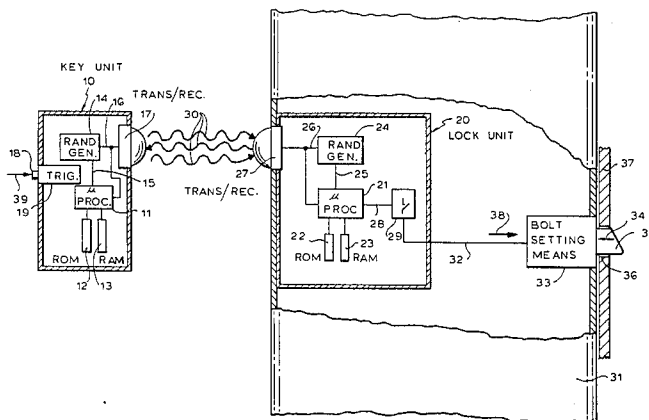 KEY UNIT
10
TRANS/REC.
14
16
17
30
RAND
GEN.
18
TRIG.
39
19
15
μ
PROC.
11
ROM
RAM
12
13
TRANS/REC.
27
26
24
RAND
GEN.
20
LOCK UNIT
25
21
μ
PROC
28
29
22
23
ROM
RAM
32
38
BOLT
SETTING
MEANS
33
37
34
3
36
31